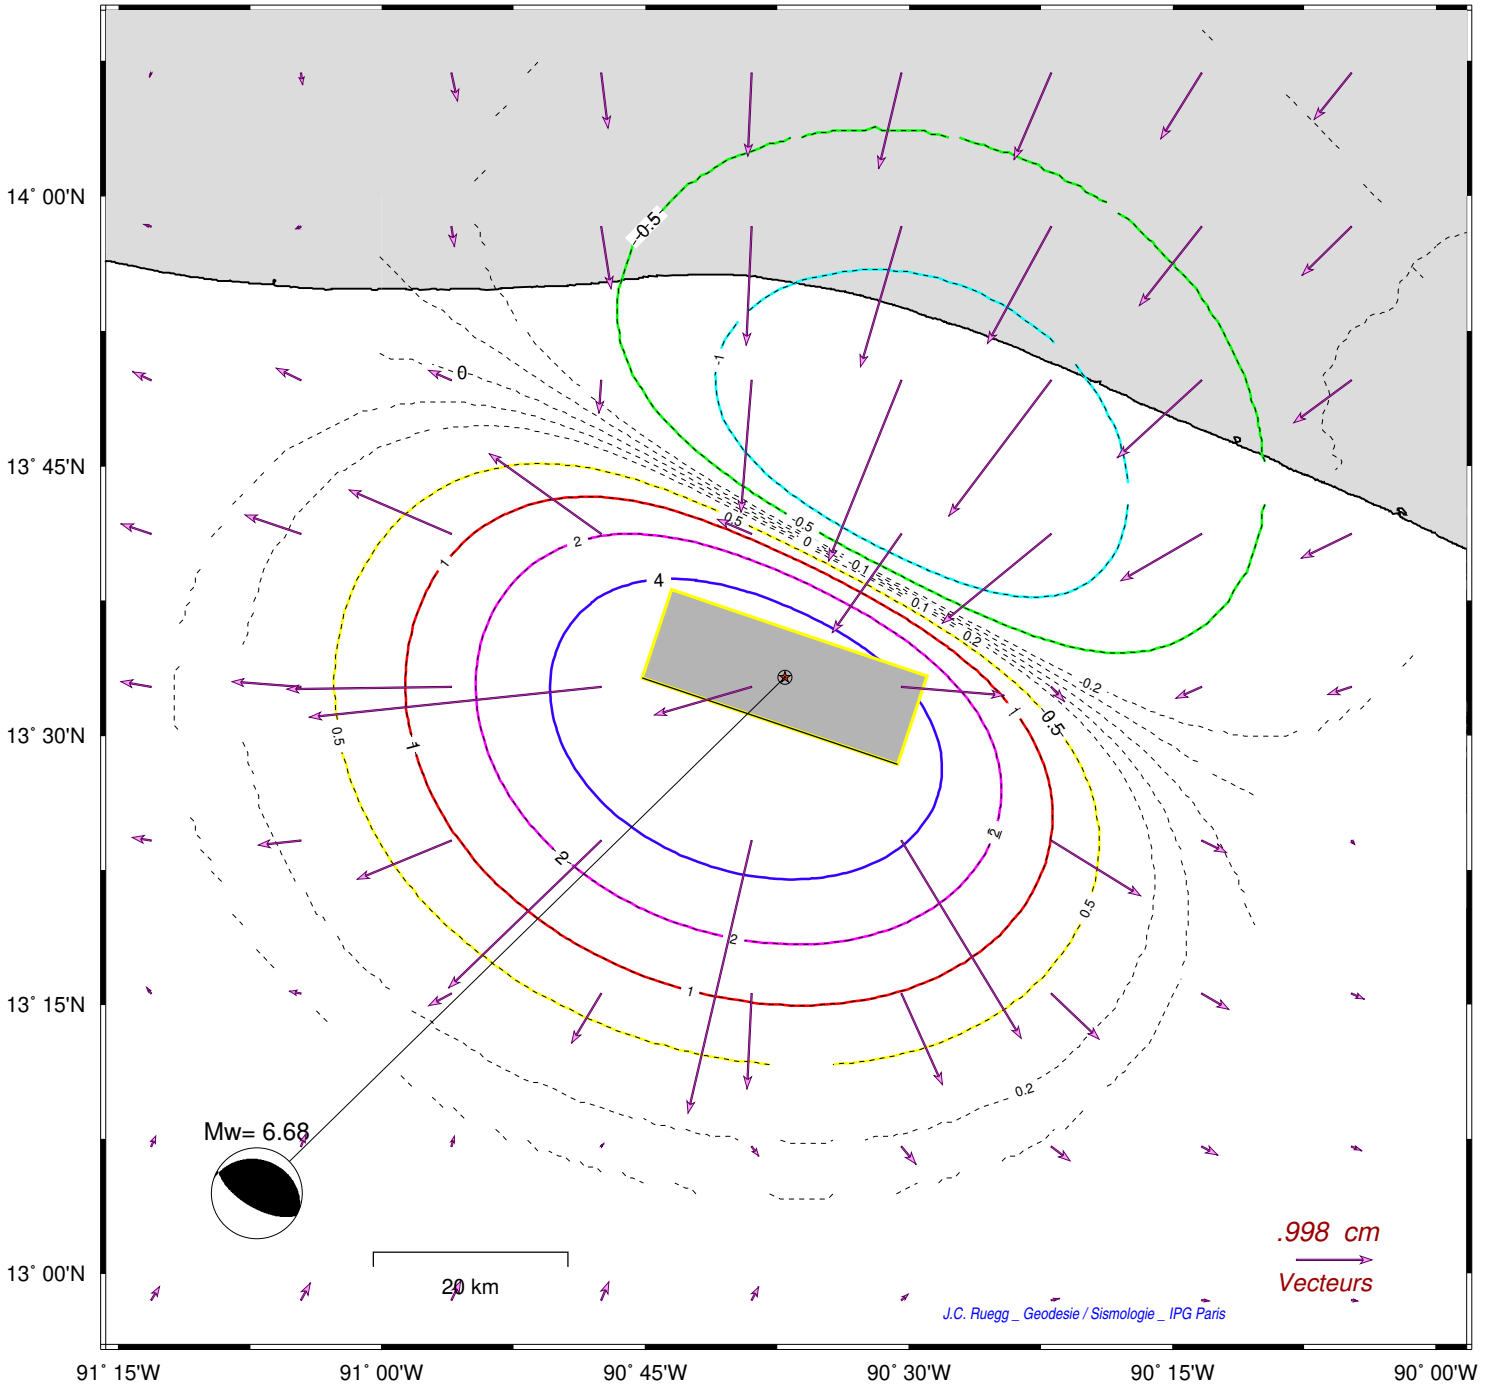 14° 00'N
-0.5
-1
0
13° 45'N
0.5
-0.5
2
0
-0.1
1
4
0.1
0.2
-0.2
1
0.5
0.5
1
13° 30'N
2
2
0.5
2
1
13° 15'N
0.2
Mw= 6.68
.998 cm
13° 00'N
20 km
Vecteurs
J.C. Ruegg _ Geodesie / Sismologie _ IPG Paris
91° 15'W
91° 00'W
90° 45'W
90° 30'W
90° 15'W
90° 00'W